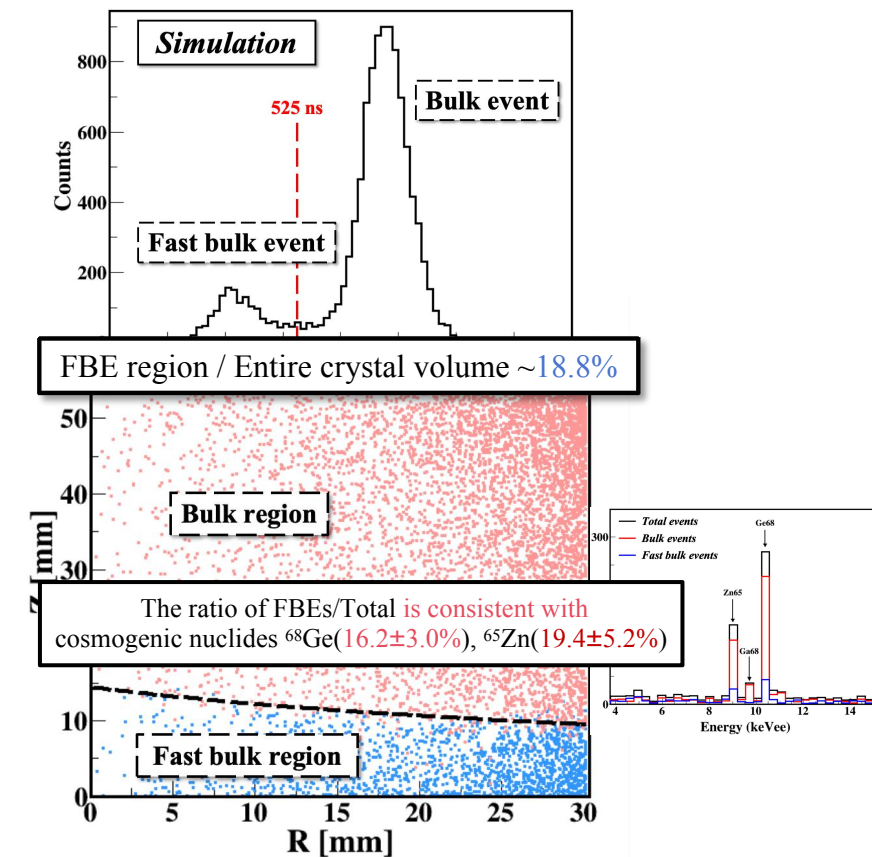 Simulation
800
600
400
200
Counts
525 ns
Bulk event
Fast bulk event
FBE region / Entire crystal volume ~18.8%
50
40
30
10
0
[mm]
Bulk region
The ratio of FBEs/Total is consistent with
cosmogenic nuclides ⁶⁸Ge(16.2±3.0%), ⁶⁵Zn(19.4±5.2%)
Fast bulk region
0 5 10 15 20 25 30
R [mm]
300
0
Total events
Bulk events
Fast bulk events
Ge68
Zn65
Ga68
4 6 8 10 12 14
Energy (keVee)